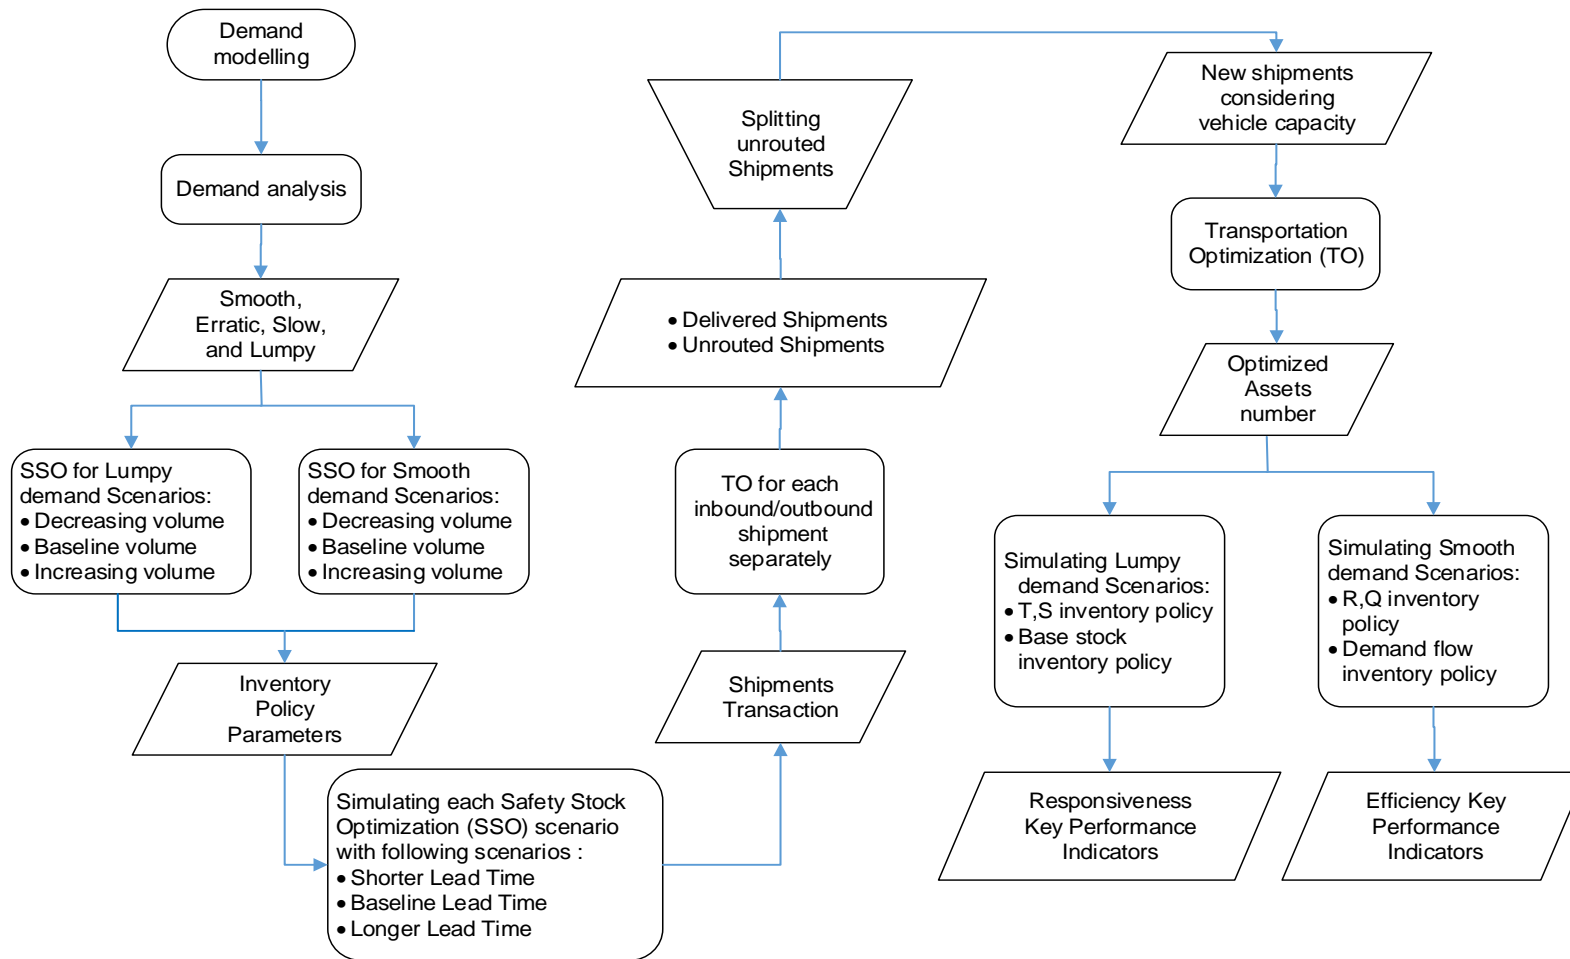 Demand
modelling
Demand analysis
Smooth,
Erratic, Slow,
and Lumpy
SSO for Lumpy
demand Scenarios:
• Decreasing volume
• Baseline volume
• Increasing volume
SSO for Smooth
demand Scenarios:
• Decreasing volume
• Baseline volume
• Increasing volume
Inventory
Policy
Parameters
Simulating each Safety Stock
Optimization (SSO) scenario
with following scenarios :
• Shorter Lead Time
• Baseline Lead Time
• Longer Lead Time
Shipments
Transaction
TO for each
inbound/outbound
shipment
separately
• Delivered Shipments
• Unrouted Shipments
Splitting
unrouted
Shipments
New shipments
considering
vehicle capacity
Transportation
Optimization (TO)
Optimized
Assets
number
Simulating Lumpy
demand Scenarios:
• T,S inventory policy
• Base stock
inventory policy
Simulating Smooth
demand Scenarios:
• R,Q inventory
policy
• Demand flow
inventory policy
Responsiveness
Key Performance
Indicators
Efficiency Key
Performance
Indicators